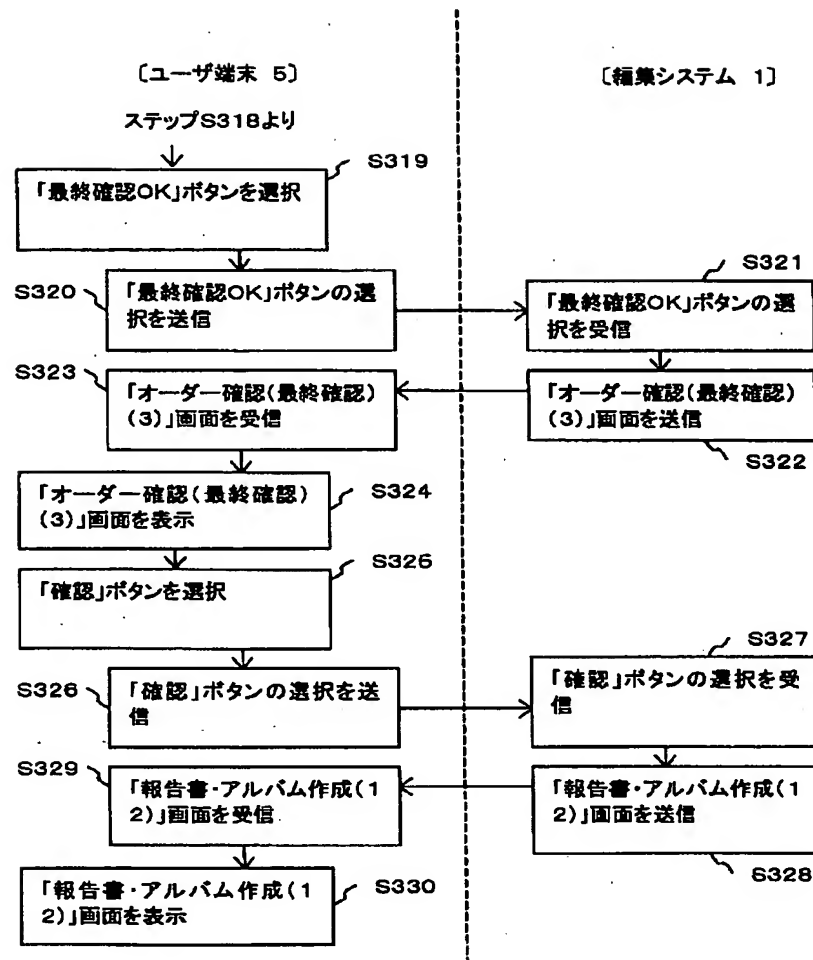 〔ユーザ端末 5〕
〔編集システム 1〕
ステップS318より
S319
「最終確認OK」ボタンを選択
S320
「最終確認OK」ボタンの選
択を送信
S321
「最終確認OK」ボタンの選
択を受信
S323
「オーダー確認(最終確認)
(3)」画面を受信
「オーダー確認(最終確認)
(3)」画面を送信
S322
S324
「オーダー確認(最終確認)
(3)」画面を表示
S325
「確認」ボタンを選択
S326
「確認」ボタンの選択を送
信
S327
「確認」ボタンの選択を受
信
S329
「報告書・アルバム作成(1
2)」画面を受信
「報告書・アルバム作成(1
2)」画面を送信
S328
S330
「報告書・アルバム作成(1
2)」画面を表示